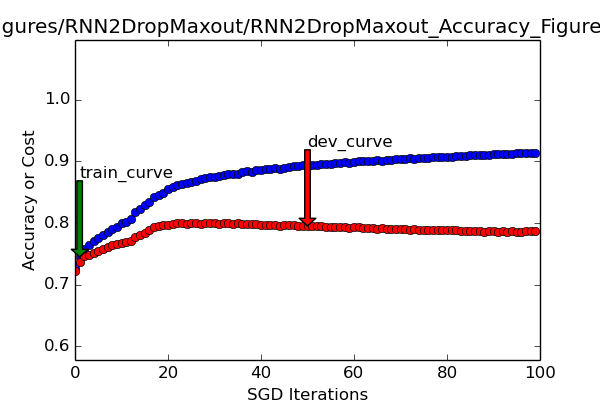 gures/RNN2DropMaxout/RNN2DropMaxout_Accuracy_Figure
1.0
dev_curve
0.9
train_curve
Accuracy or Cost
0.8
0.7
0.6
0 20 40 60 80 100
SGD Iterations